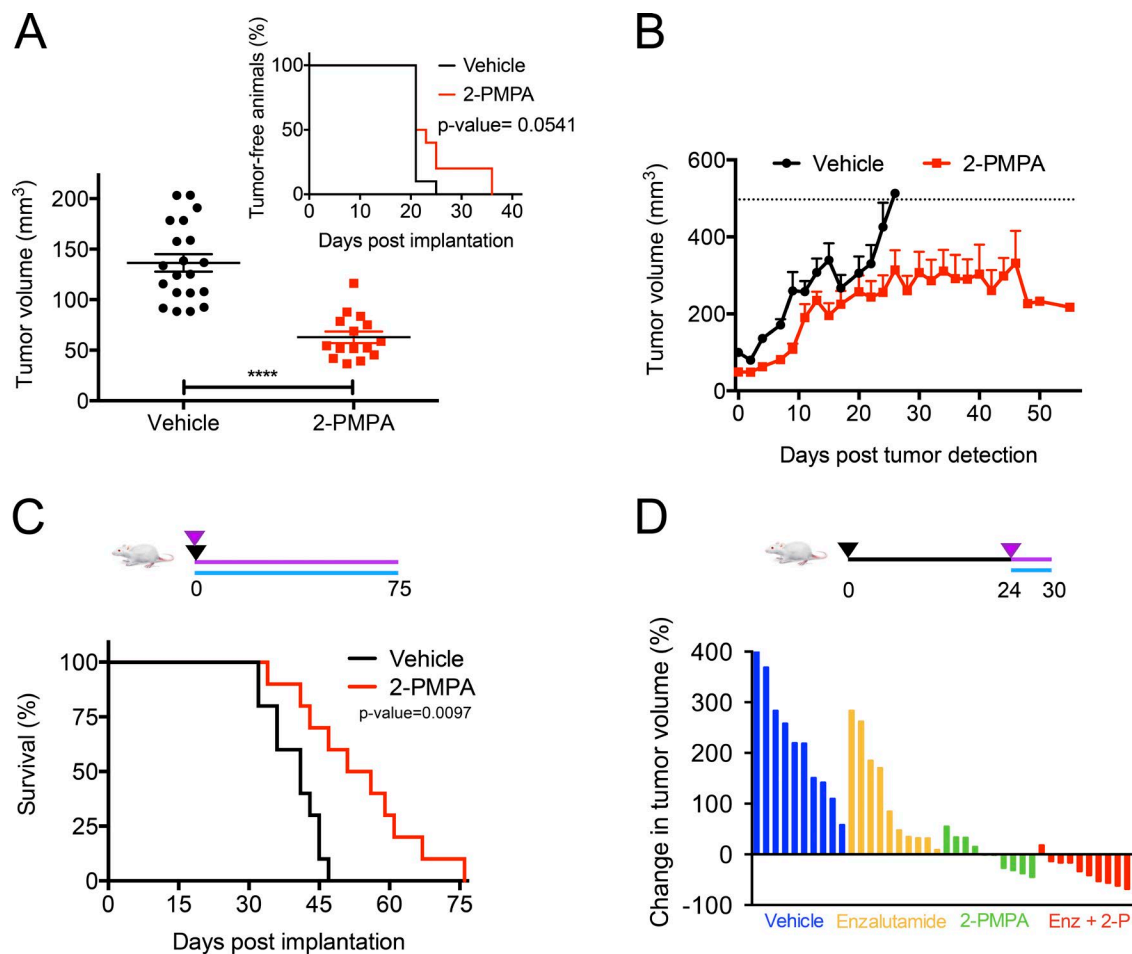 A
Tumor-free animals (%)
100
50
0
0
10
20
30
40
Days post implantation
Vehicle
2-PMPA
p-value= 0.0541
Tumor volume (mm³)
200
150
100
50
0
****
Vehicle
2-PMPA
B
Vehicle
2-PMPA
Tumor volume (mm³)
600
400
200
0
0
10
20
30
40
50
Days post tumor detection
C
0
75
Survival (%)
100
75
50
25
0
0
15
30
45
60
75
Days post implantation
Vehicle
2-PMPA
p-value=0.0097
D
0
24
30
Change in tumor volume (%)
400
300
200
100
0
-100
Vehicle
Enzalutamide
2-PMPA
Enz + 2-P